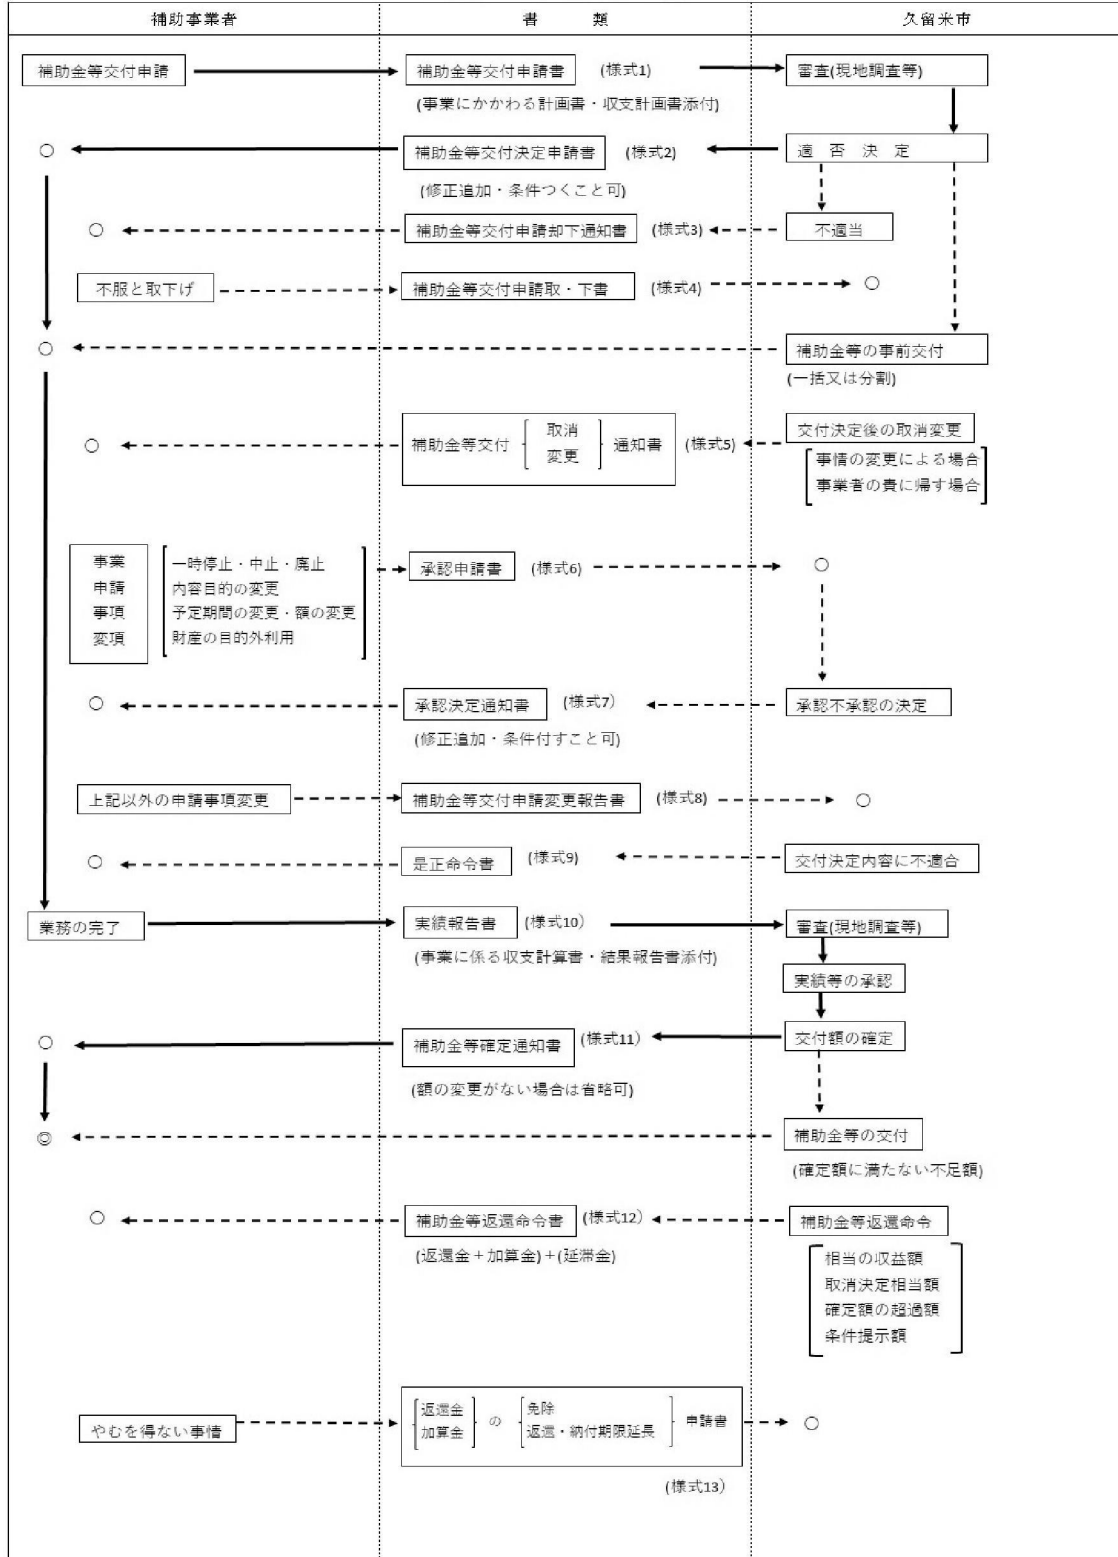 補助事業者 書類 久留米市
補助金等交付申請 補助金等交付申請書 (様式1) 審査(現地調査等)
(事業にかかわる計画書・収支計画書添付)
○ 補助金等交付決定申請書 (様式2) 適否決定
(修正追加・条件つくこと可)
○ 補助金等交付申請却下通知書 (様式3) 不適当
不服と取下げ 補助金等交付申請取・下書 (様式4) ○
○ 補助金等の事前交付
(一括又は分割)
○ 補助金等交付 取消 変更 通知書 (様式5) 交付決定後の取消変更
事情の変更による場合
事業者の貴に帰す場合
事業 一時停止・中止・廃止 承認申請書 (様式6) ○
申請 内容目的の変更
事項 予定期間の変更・額の変更
変項 財産の目的外利用
○ 承認決定通知書 (様式7) 承認不承認の決定
(修正追加・条件付すこと可)
上記以外の申請事項変更 補助金等交付申請変更報告書 (様式8) ○
○ 是正命令書 (様式9) 交付決定内容に不適合
業務の完了 実績報告書 (様式10) 審査(現地調査等)
(事業に係る収支計算書・結果報告書添付)
実績等の承認
○ 補助金等確定通知書 (様式11) 交付額の確定
(額の変更がない場合は省略可)
◎ 補助金等の交付
(確定額に満たない不足額)
○ 補助金等返還命令書 (様式12) 補助金等返還命令
(返還金+加算金)+(延滞金)
相当の収益額
取消決定相当額
確定額の超過額
条件提示額
やむを得ない事情 返還金 加算金 の 免除 返還・納付期限延長 申請書 ○
(様式13)